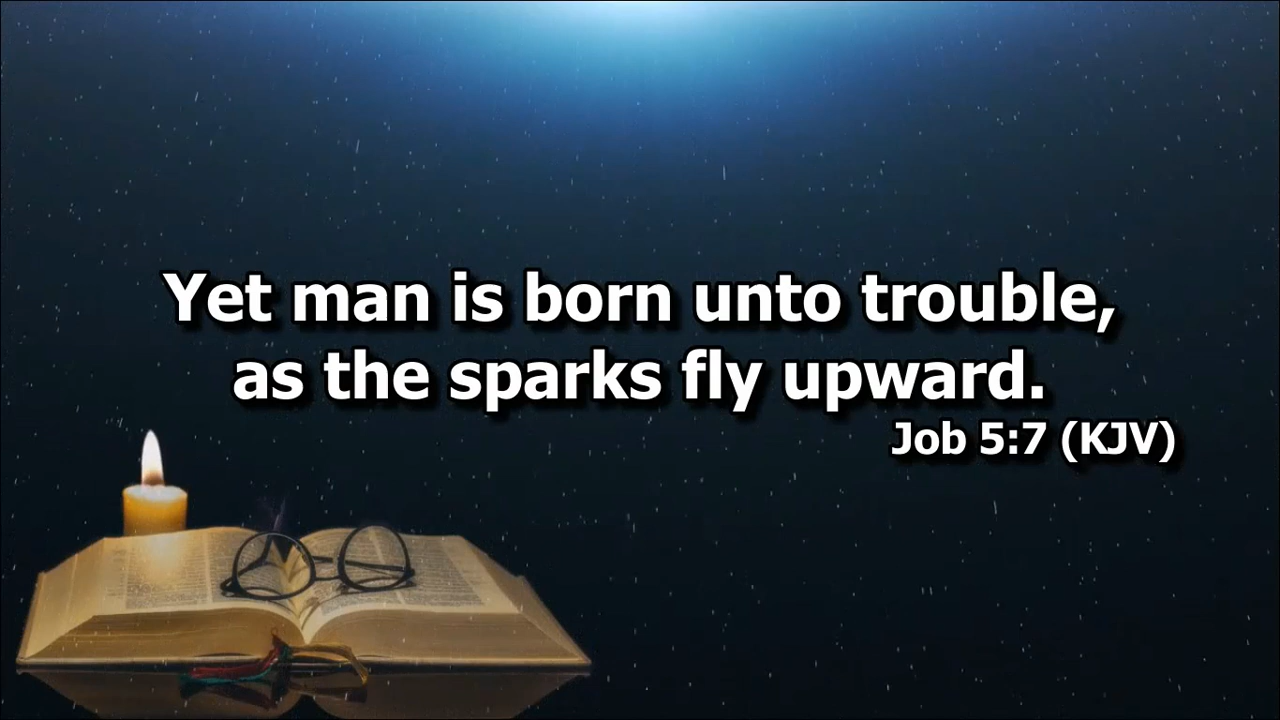 Yet man is born unto trouble,
as the sparks fly upward.
Job 5:7 (KJV)